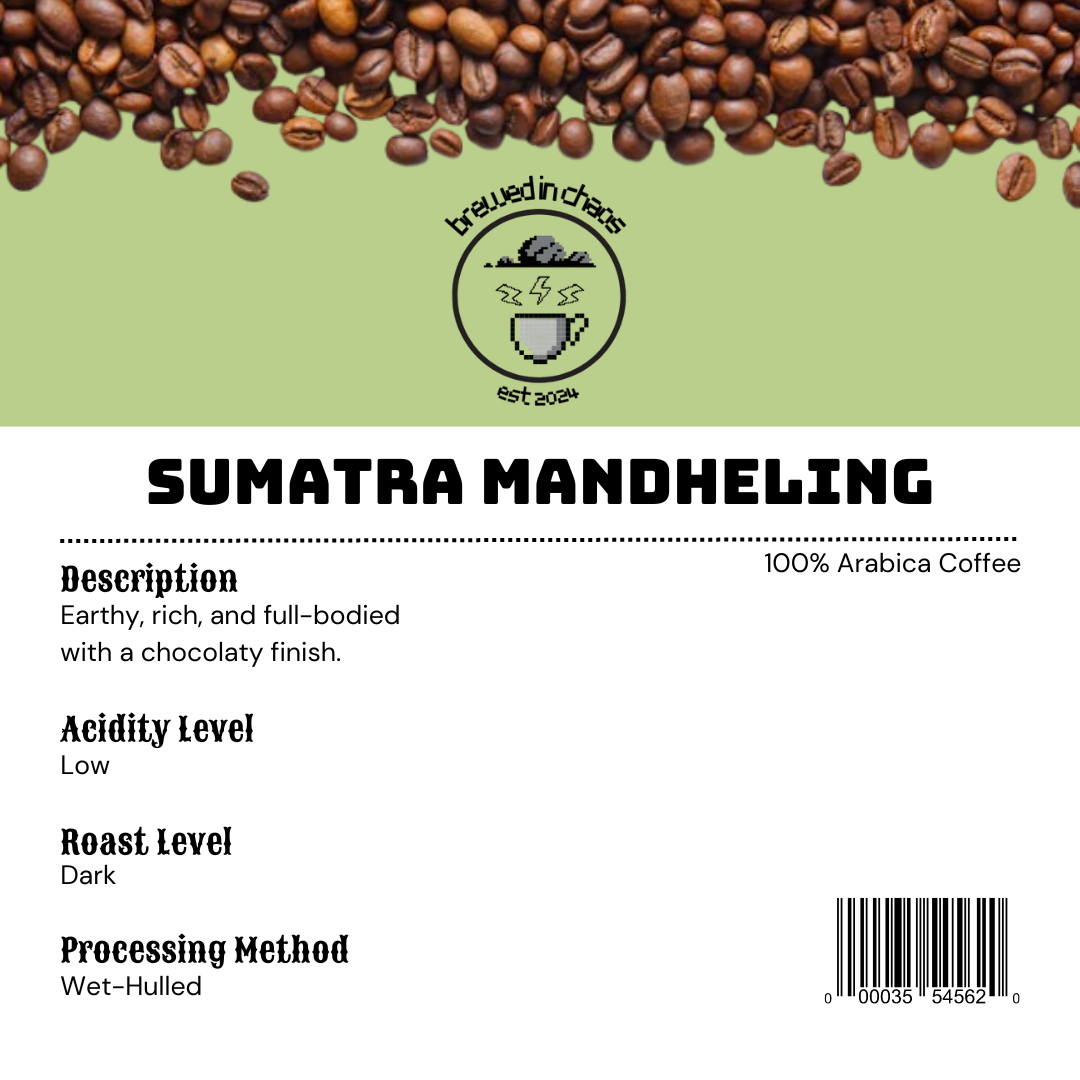 brewed in chaos
est 2024
SUMATRA MANDHELING
100% Arabica Coffee
Description
Earthy, rich, and full-bodied
with a chocolaty finish.
Acidity Level
Low
Roast Level
Dark
Processing Method
Wet-Hulled
0 00035 54562 0